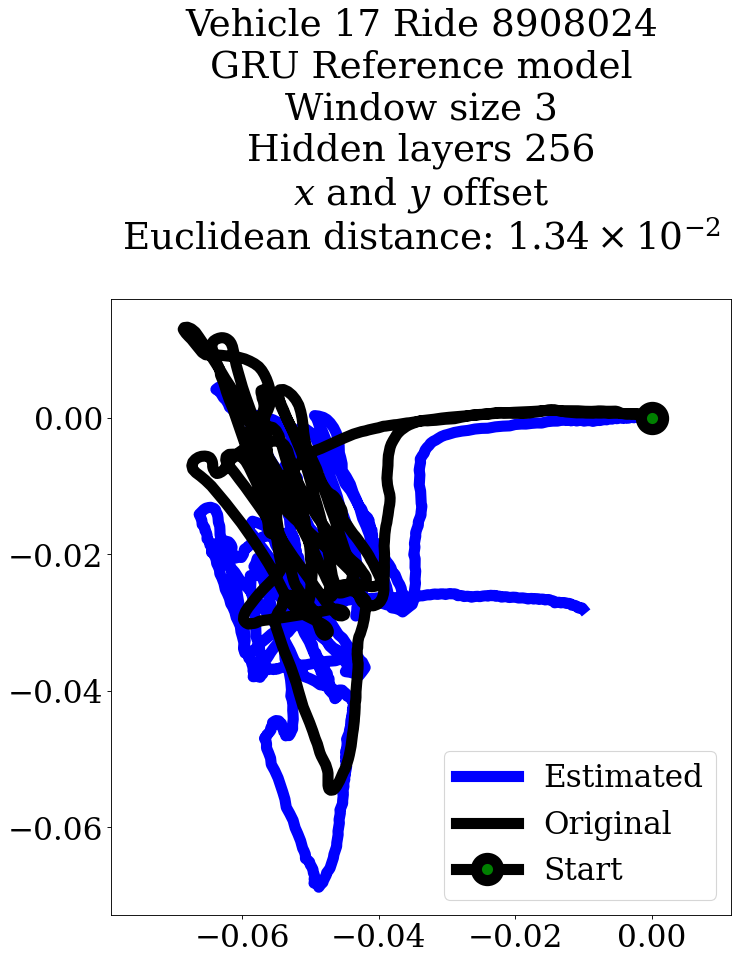 Vehicle 17 Ride 8908024
GRU Reference model
Window size 3
Hidden layers 256
x and y offset
Euclidean distance: 1.34 × 10⁻²
0.00
−0.02
−0.04
−0.06
Estimated
Original
Start
−0.06 −0.04 −0.02 0.00